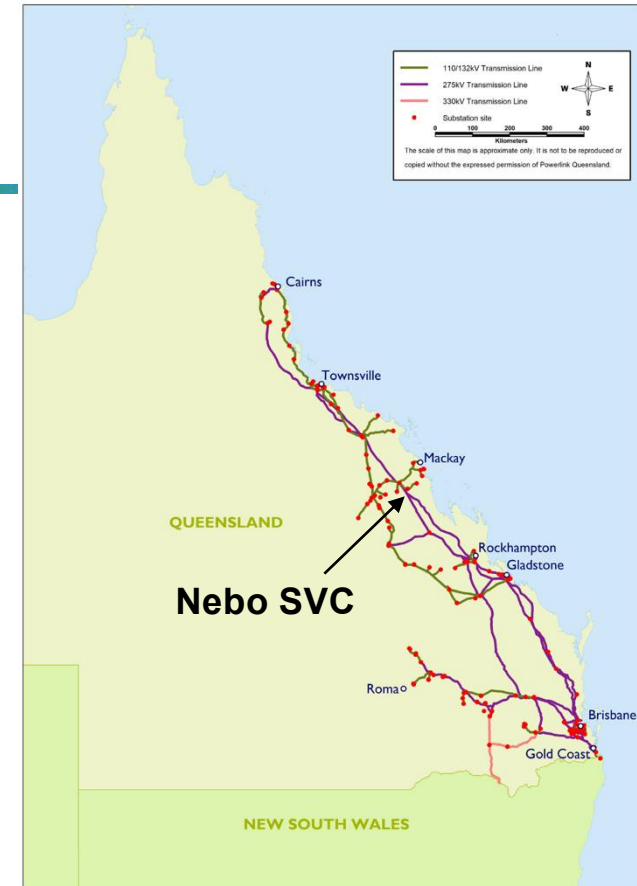 110/132kV Transmission Line
275kV Transmission Line
330kV Transmission Line
Substation site
N
W E
S
0 100 200 300 400
Kilometers
The scale of this map is approximate only. It is not to be reproduced or
copied without the expressed permission of Powerlink Queensland.
Cairns
Townsville
Mackay
QUEENSLAND
Rockhampton
Gladstone
Nebo SVC
Roma
Brisbane
Gold Coast
NEW SOUTH WALES